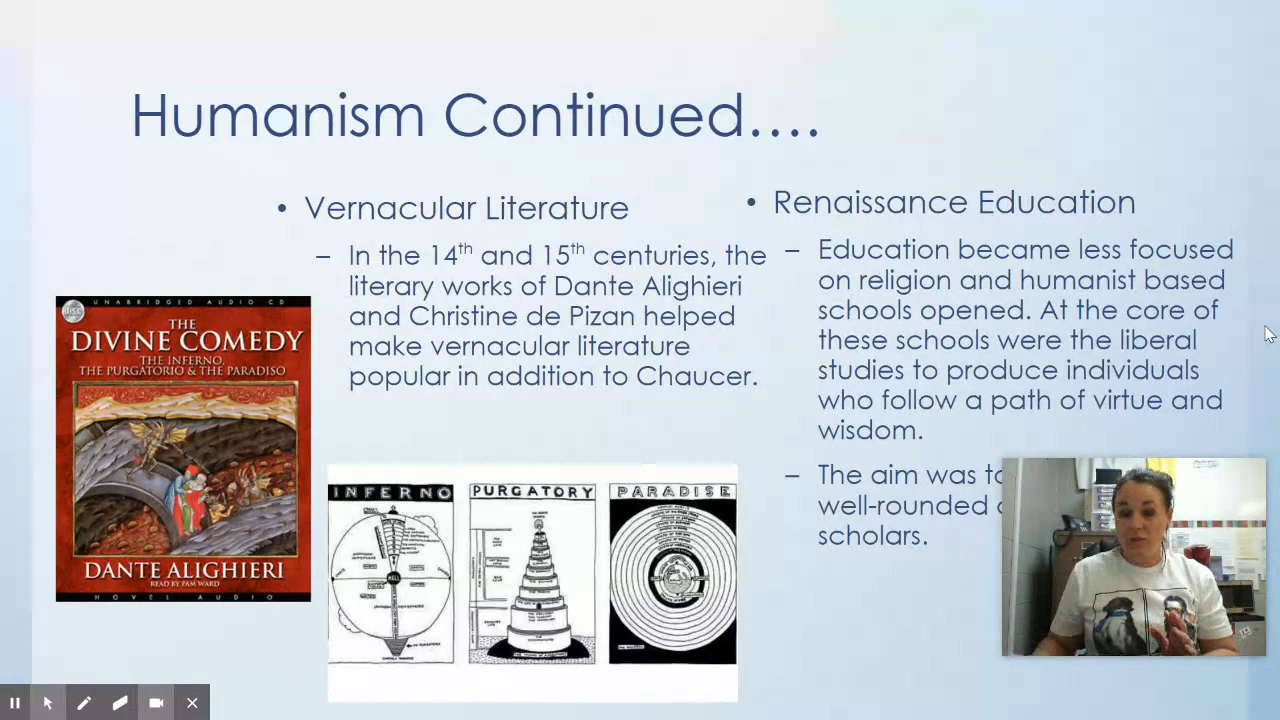 Humanism Continued….
• Vernacular Literature
– In the 14th and 15th centuries, the
literary works of Dante Alighieri
and Christine de Pizan helped
make vernacular literature
popular in addition to Chaucer.
• Renaissance Education
– Education became less focused
on religion and humanist based
schools opened. At the core of
these schools were the liberal
studies to produce individuals
who follow a path of virtue and
wisdom.
– The aim was to
well-rounded
scholars.
UNABRIDGED AUDIO CD
THE
DIVINE COMEDY
THE INFERNO,
THE PURGATORIO & THE PARADISO
DANTE ALIGHIERI
READ BY PAM WARD
NOVEL AUDIO
INFERNO
PURGATORY
PARADISE
HELL